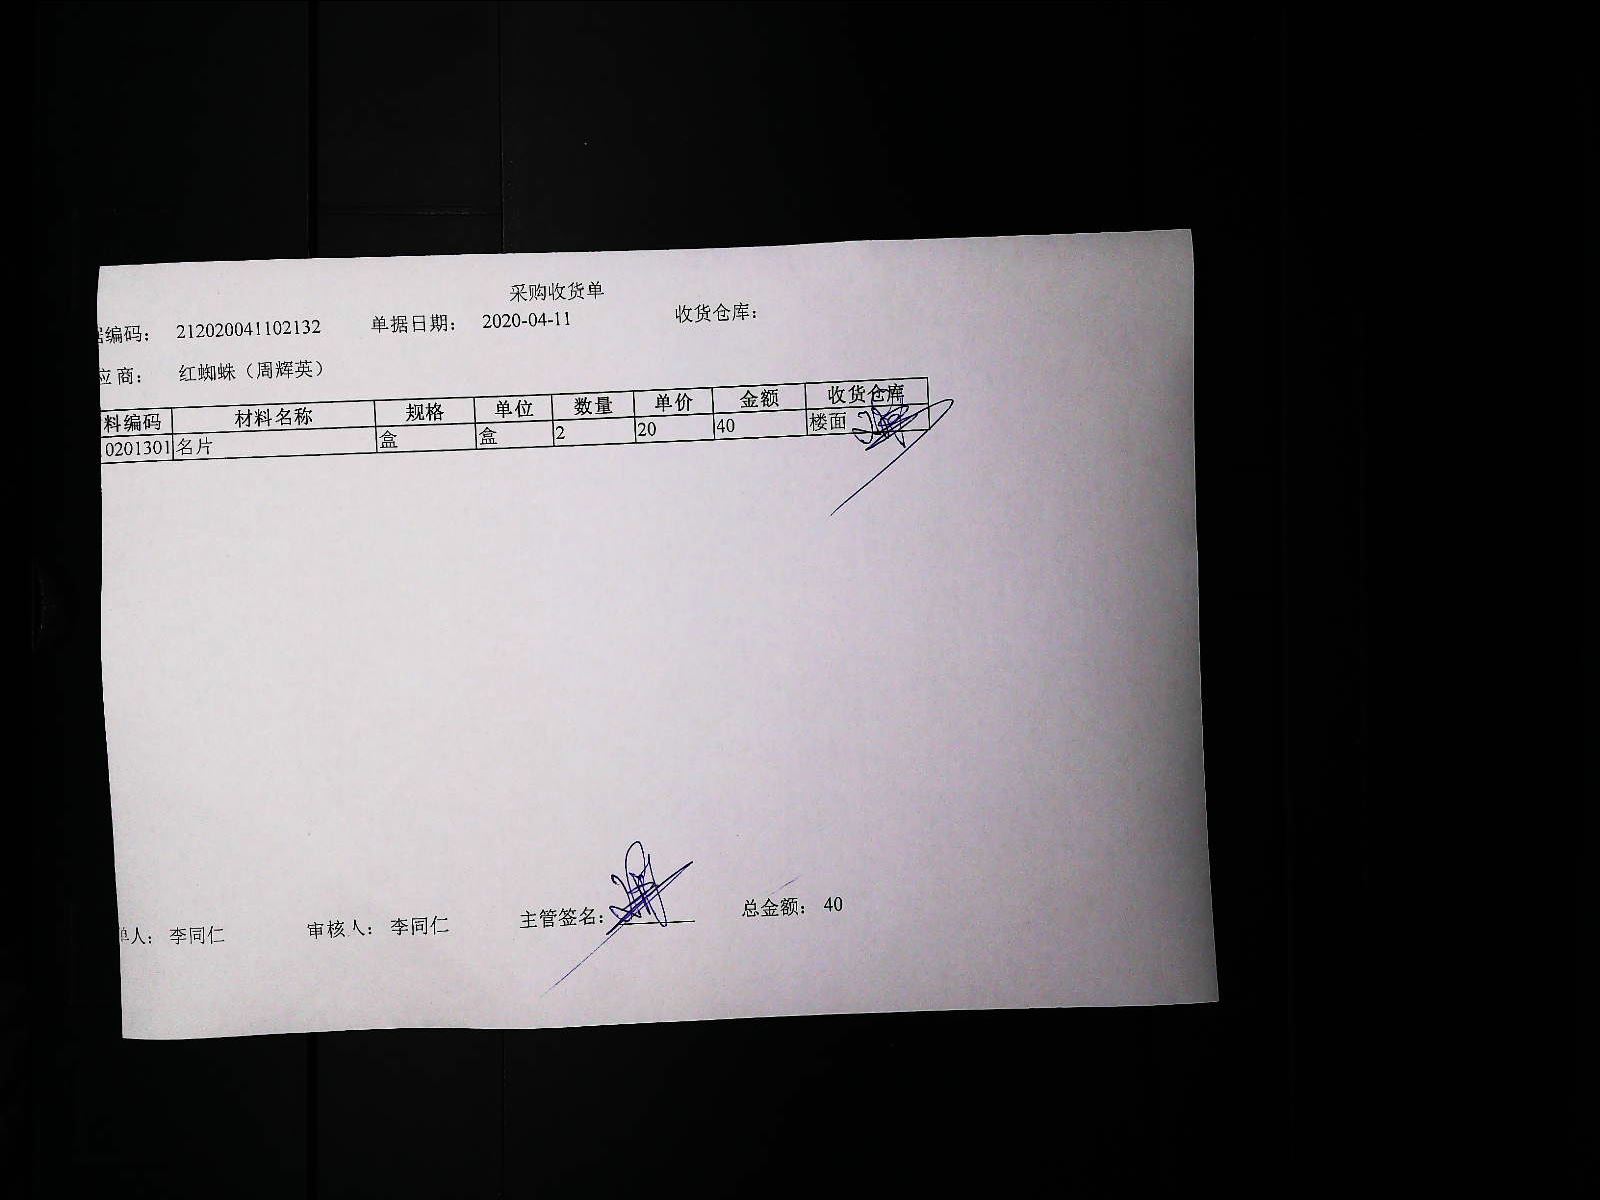 采购收货单
编码： 212020041102132 单据日期： 2020-04-11 收货仓库：
应商： 红蜘蛛（周辉英）
料编码 材料名称 规格 单位 数量 单价 金额 收货仓库
0201301 名片 盒 盒 2 20 40 楼面
单人： 李同仁 审核人： 李同仁 主管签名： 总金额： 40